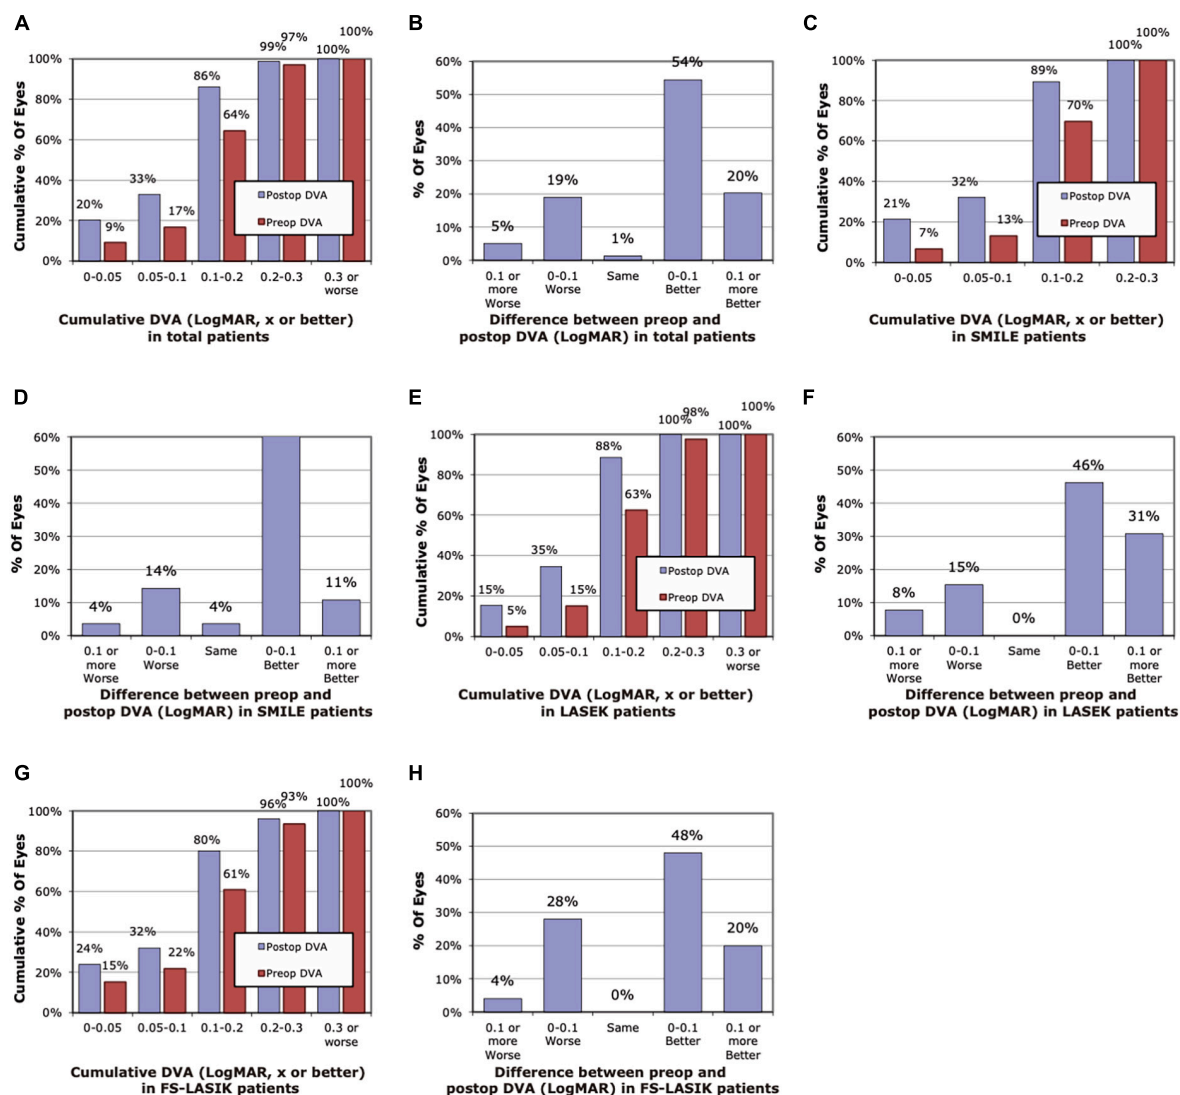 A
Cumulative % Of Eyes
100%
80%
60%
40%
20%
0%
20%
9%
33%
17%
86%
64%
99%
97%
100%
100%
Postop DVA
Preop DVA
0-0.05
0.05-0.1
0.1-0.2
0.2-0.3
0.3 or
worse
Cumulative DVA (LogMAR, x or better)
in total patients
B
% Of Eyes
60%
50%
40%
30%
20%
10%
0%
5%
19%
1%
54%
20%
0.1 or
more
Worse
0-0.1
Worse
Same
0-0.1
Better
0.1 or
more
Better
Difference between preop and
postop DVA (LogMAR) in total patients
C
Cumulative % Of Eyes
100%
80%
60%
40%
20%
0%
21%
7%
32%
13%
89%
70%
100%
100%
Postop DVA
Preop DVA
0-0.05
0.05-0.1
0.1-0.2
0.2-0.3
Cumulative DVA (LogMAR, x or better)
in SMILE patients
D
% Of Eyes
60%
50%
40%
30%
20%
10%
0%
4%
14%
4%
11%
0.1 or
more
Worse
0-0.1
Worse
Same
0-0.1
Better
0.1 or
more
Better
Difference between preop and
postop DVA (LogMAR) in SMILE patients
E
Cumulative % Of Eyes
100%
80%
60%
40%
20%
0%
15%
5%
35%
15%
88%
63%
100%
98%
100%
100%
Postop DVA
Preop DVA
0-0.05
0.05-0.1
0.1-0.2
0.2-0.3
0.3 or
worse
Cumulative DVA (LogMAR, x or better)
in LASEK patients
F
% Of Eyes
60%
50%
40%
30%
20%
10%
0%
8%
15%
0%
46%
31%
0.1 or
more
Worse
0-0.1
Worse
Same
0-0.1
Better
0.1 or
more
Better
Difference between preop and
postop DVA (LogMAR) in LASEK patients
G
Cumulative % Of Eyes
100%
80%
60%
40%
20%
0%
24%
15%
32%
22%
80%
61%
96%
93%
100%
100%
Postop DVA
Preop DVA
0-0.05
0.05-0.1
0.1-0.2
0.2-0.3
0.3 or
worse
Cumulative DVA (LogMAR, x or better)
in FS-LASIK patients
H
% Of Eyes
60%
50%
40%
30%
20%
10%
0%
4%
28%
0%
48%
20%
0.1 or
more
Worse
0-0.1
Worse
Same
0-0.1
Better
0.1 or
more
Better
Difference between preop and
postop DVA (LogMAR) in FS-LASIK patients